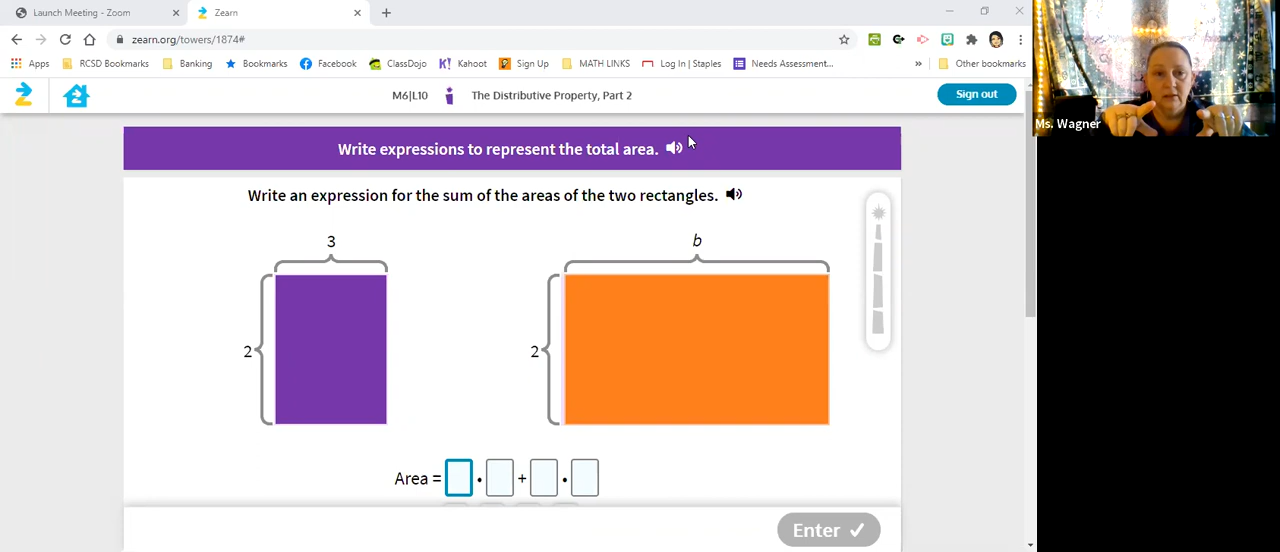 Launch Meeting - Zoom
Zearn
zearn.org/towers/1874#
Apps RCSD Bookmarks Banking Bookmarks Facebook ClassDojo Kahoot Sign Up MATH LINKS Log In | Staples Needs Assessment... » Other bookmarks
M6|L10 The Distributive Property, Part 2
Sign out
Ms. Wagner
Write expressions to represent the total area.
Write an expression for the sum of the areas of the two rectangles.
3
b
2
2
Area = · + ·
Enter